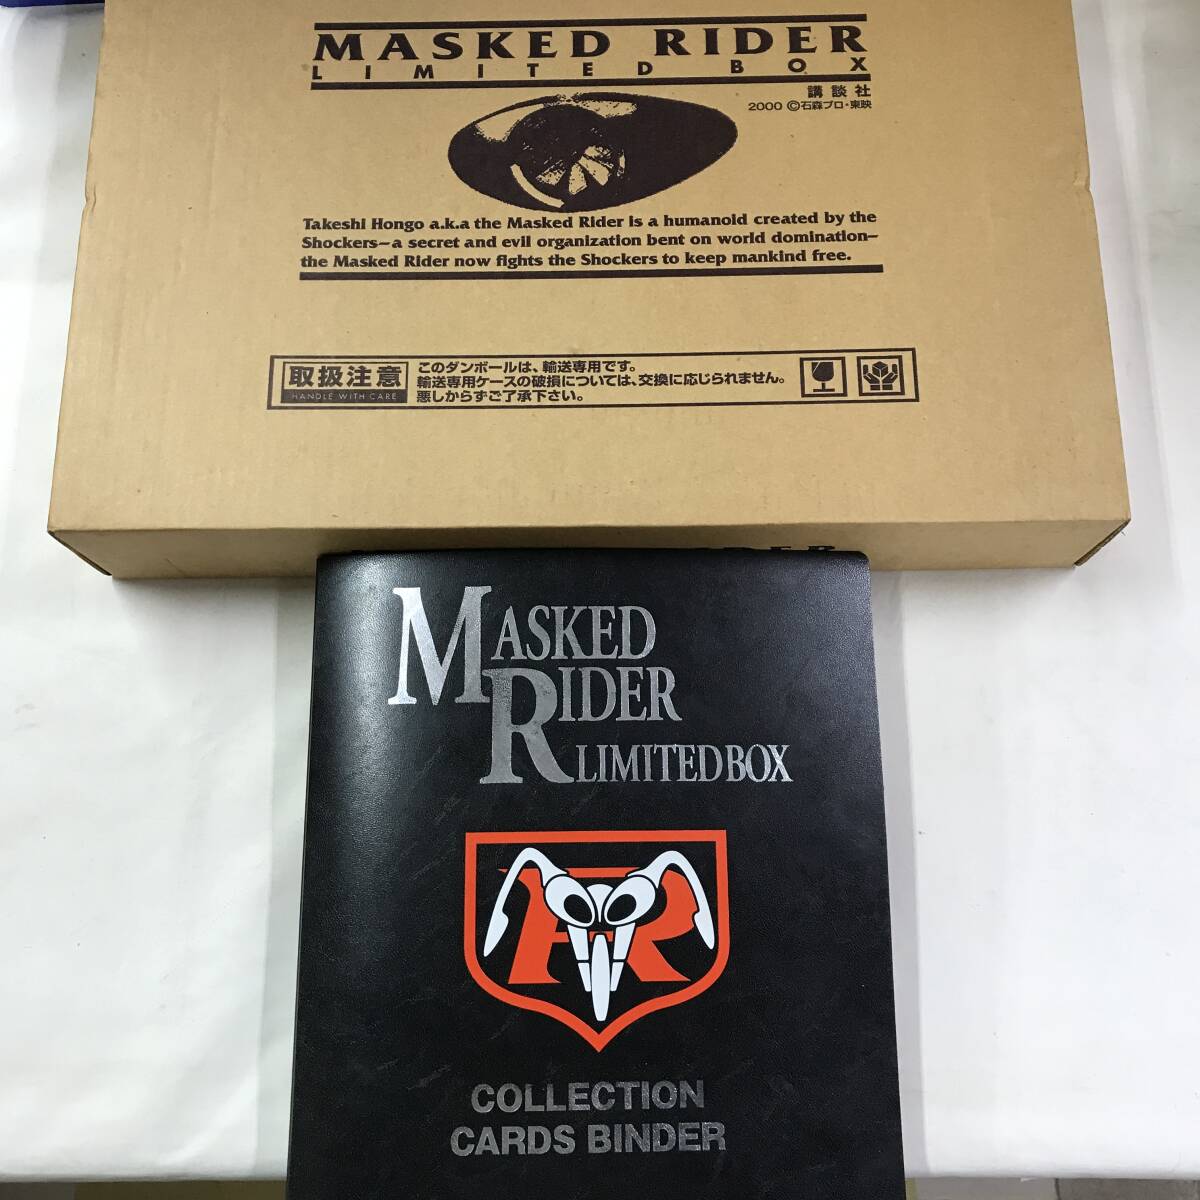 MASKED RIDER
LIMITED BOX
講談社
2000 ©石森プロ・東映
Takeshi Hongo a.k.a the Masked Rider is a humanoid created by the
Shockers—a secret and evil organization bent on world domination—
the Masked Rider now fights the Shockers to keep mankind free.
取扱注意
HANDLE WITH CARE
このダンボールは、輸送専用です。
輸送専用ケースの破損については、交換に応じられません。
悪しからずご了承下さい。
RIDER
MASKED
RIDER
LIMITED BOX
R
COLLECTION
CARDS BINDER